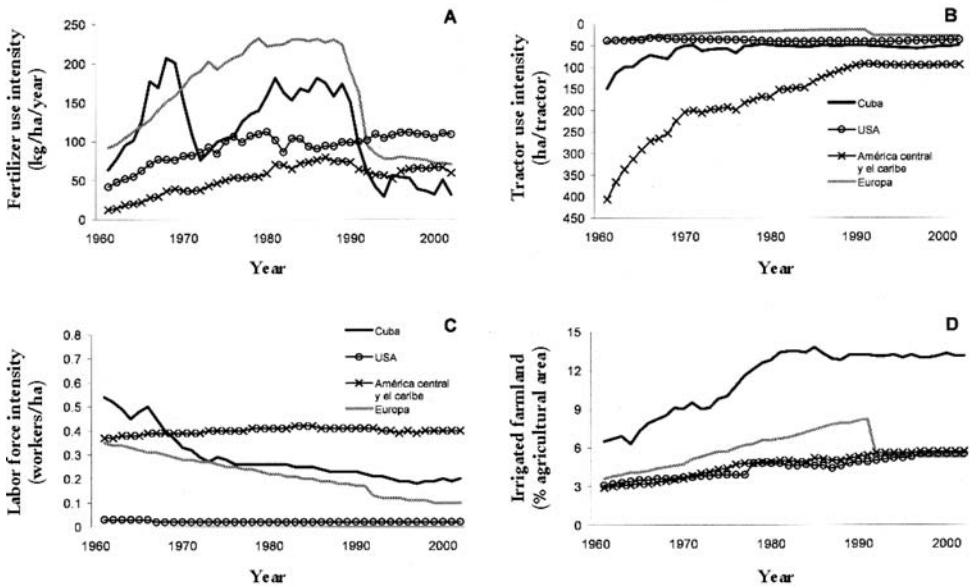 A
Fertilizer use intensity
(kg/ha/year)
250
200
150
100
50
0
1960
1970
1980
1990
2000
Year
B
Tractor use intensity
(ha/tractor)
0
50
100
150
200
250
300
350
400
450
Cuba
USA
América central
y el caribe
Europa
1960
1970
1980
1990
2000
Year
C
Labor force intensity
(workers/ha)
0.8
0.7
0.6
0.5
0.4
0.3
0.2
0.1
0
Cuba
USA
América central
y el caribe
Europa
1960
1970
1980
1990
2000
Year
D
Irrigated farmland
(% agricultural area)
15
12
9
6
3
0
1960
1970
1980
1990
2000
Year